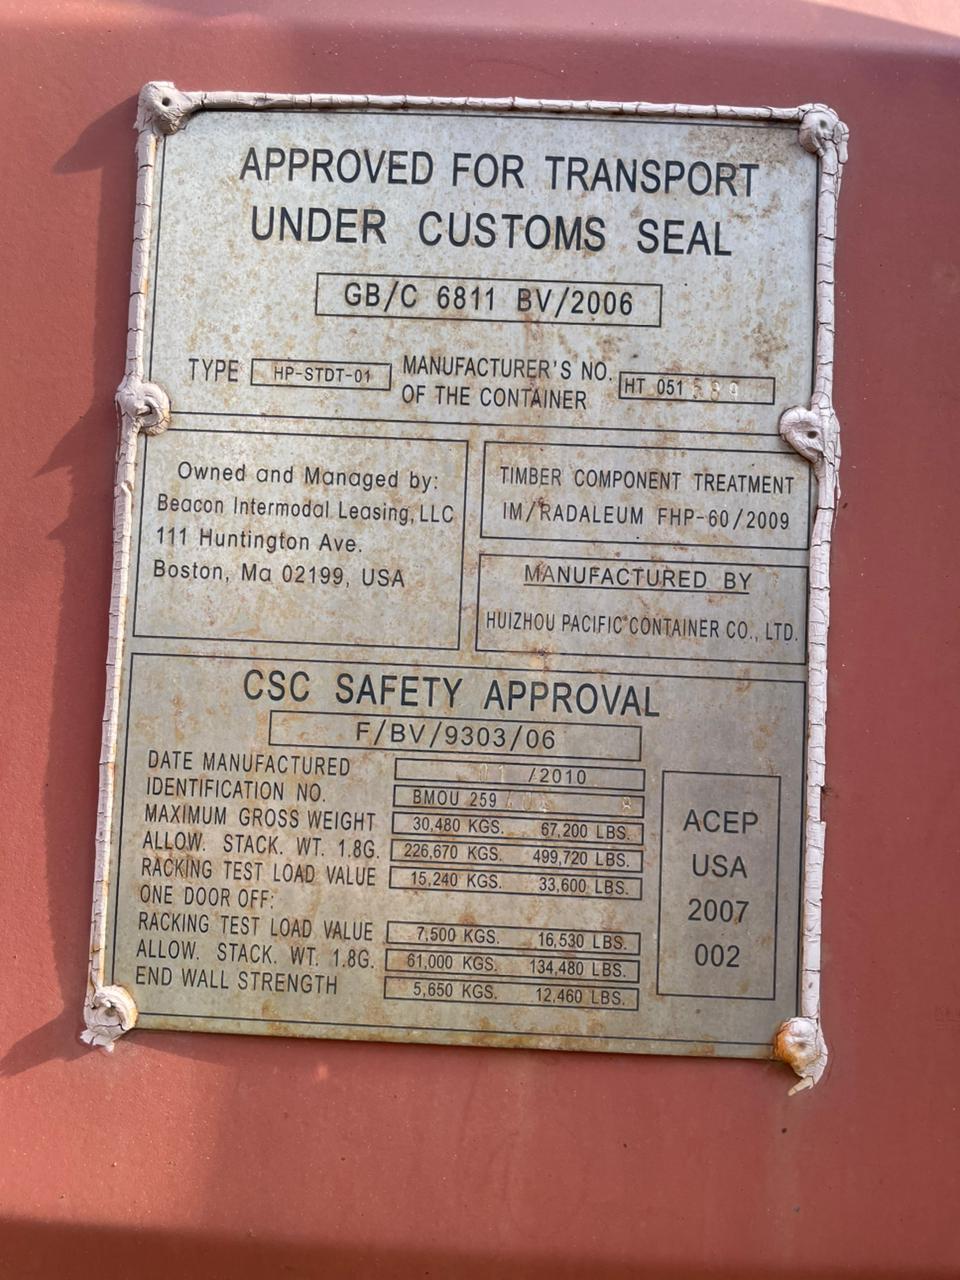 APPROVED FOR TRANSPORT
UNDER CUSTOMS SEAL
GB/C 6811 BV/2006
TYPE HP-STDT-01 MANUFACTURER'S NO. OF THE CONTAINER HT 051
Owned and Managed by:
Beacon Intermodal Leasing, LLC
111 Huntington Ave.
Boston, Ma 02199, USA
TIMBER COMPONENT TREATMENT
IM/RADALEUM FHP-60/2009
MANUFACTURED BY
HUIZHOU PACIFIC CONTAINER CO., LTD.
CSC SAFETY APPROVAL
F/BV/9303/06
DATE MANUFACTURED 01 /2010
IDENTIFICATION NO. BMOU 259
MAXIMUM GROSS WEIGHT 30,480 KGS. 67,200 LBS.
ALLOW. STACK. WT. 1.8G. 226,670 KGS. 499,720 LBS.
RACKING TEST LOAD VALUE 15,240 KGS. 33,600 LBS.
ONE DOOR OFF:
RACKING TEST LOAD VALUE 7,500 KGS. 16,530 LBS.
ALLOW. STACK. WT. 1.8G. 61,000 KGS. 134,480 LBS.
END WALL STRENGTH 5,650 KGS. 12,460 LBS.
ACEP
USA
2007
002